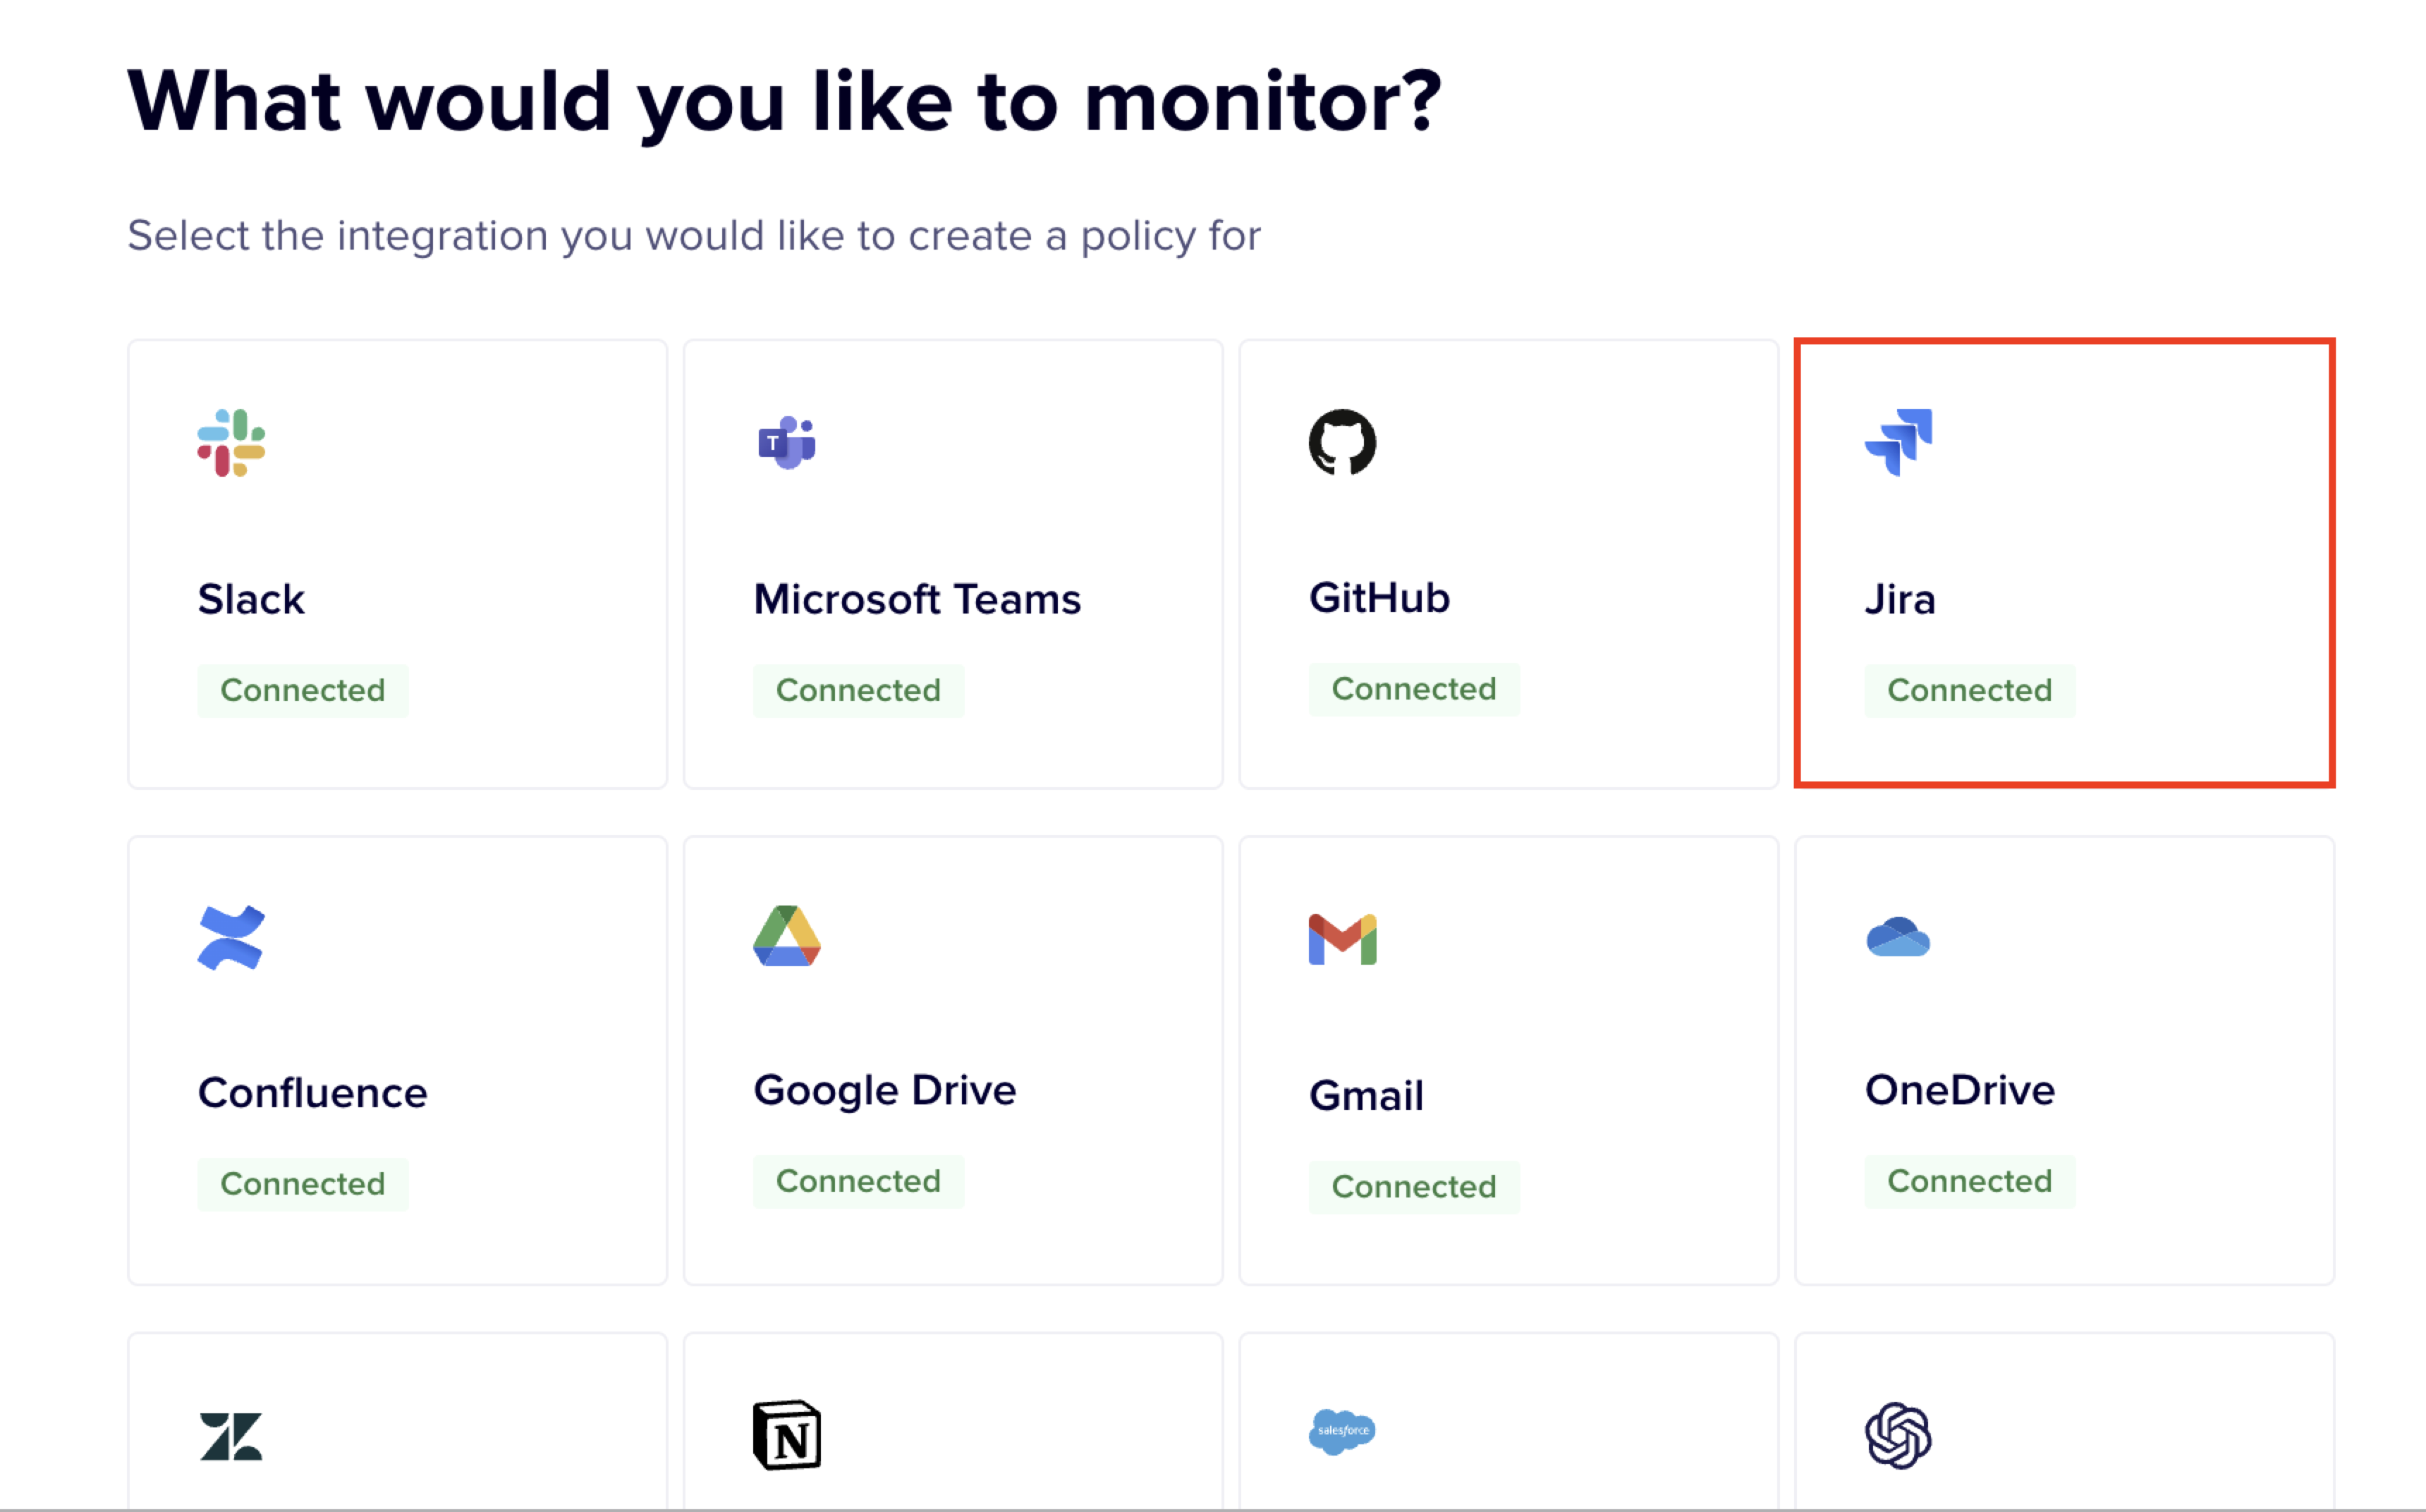 What would you like to monitor?
Select the integration you would like to create a policy for
T
Slack
Microsoft Teams
GitHub
Jira
Connected
Connected
Connected
Connected
Confluence
Google Drive
Gmail
OneDrive
Connected
Connected
Connected
Connected
N
salesforce